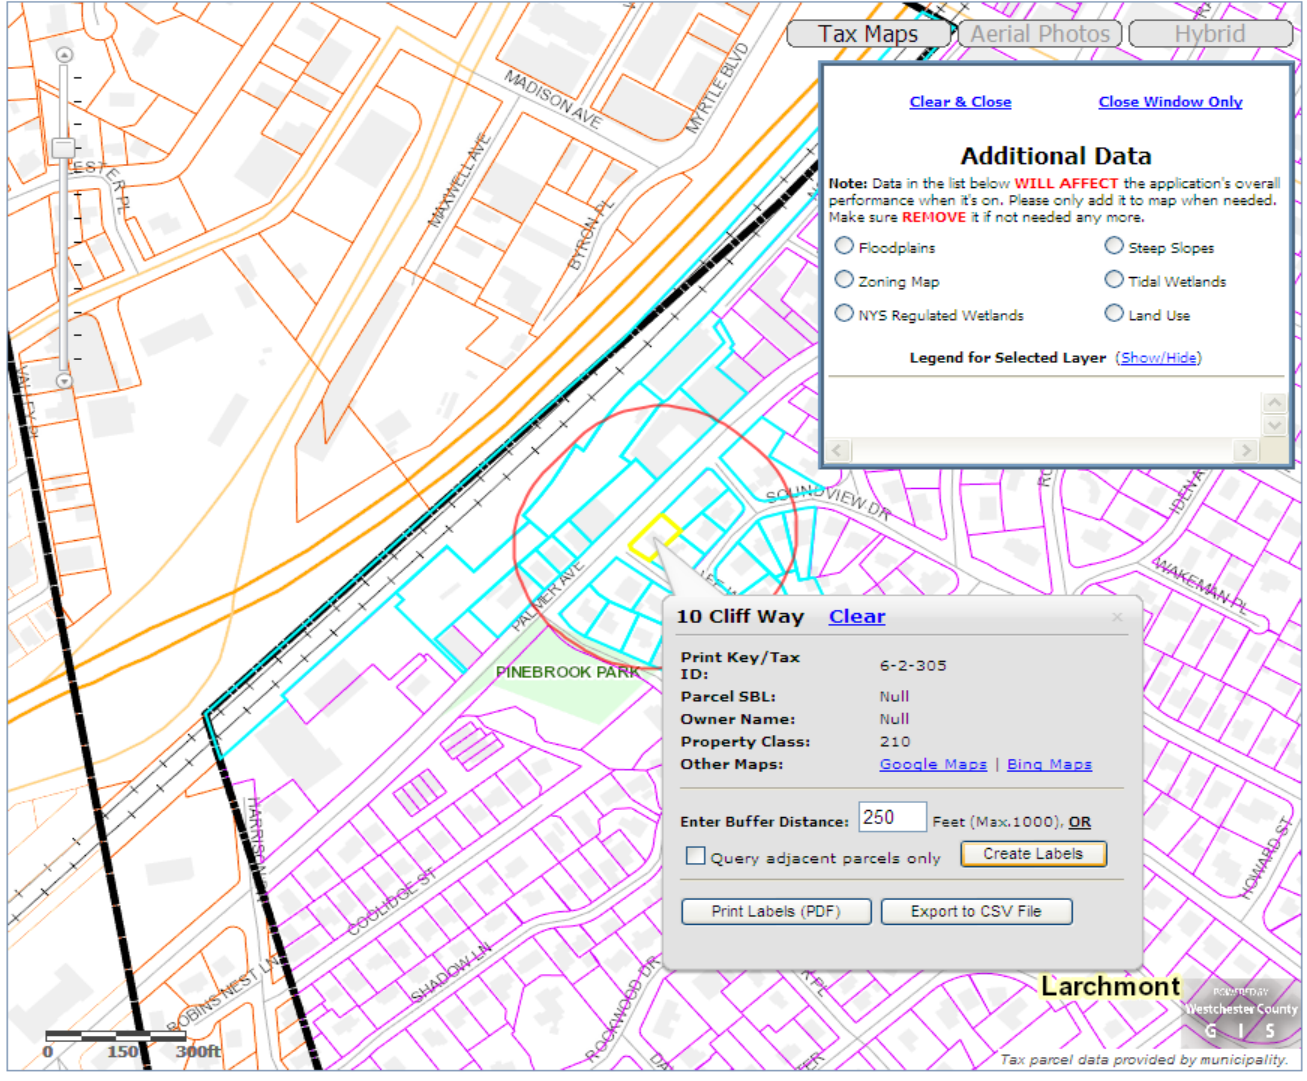 Tax Maps
Aerial Photos
Hybrid
Clear & Close
Close Window Only
Additional Data
Note: Data in the list below WILL AFFECT the application's overall
performance when it's on. Please only add it to map when needed.
Make sure REMOVE it if not needed any more.
Floodplains
Steep Slopes
Zoning Map
Tidal Wetlands
NYS Regulated Wetlands
Land Use
Legend for Selected Layer (Show/Hide)
MADISON AVE
MYRTLE BLVD
MAXWELL AVE
BYRON PL
ESTER PL
VALLEY PL
SOUNDVIEW DR
IDEN A
WAKEMAN PL
PALMER AVE
PINEBROOK PARK
10 Cliff Way Clear
Print Key/Tax
ID:
6-2-305
Parcel SBL: Null
Owner Name: Null
Property Class: 210
Other Maps: Google Maps | Bing Maps
Enter Buffer Distance: 250 Feet (Max.1000), OR
Query adjacent parcels only
Create Labels
Print Labels (PDF)
Export to CSV File
HARRISON
COOLIDGE ST
SHADOW LN
ROBINS NEST LN
ROCKWOOD DR
HOWARD ST
Larchmont
POWERED BY
Westchester County
G I S
0 150 300ft
Tax parcel data provided by municipality.